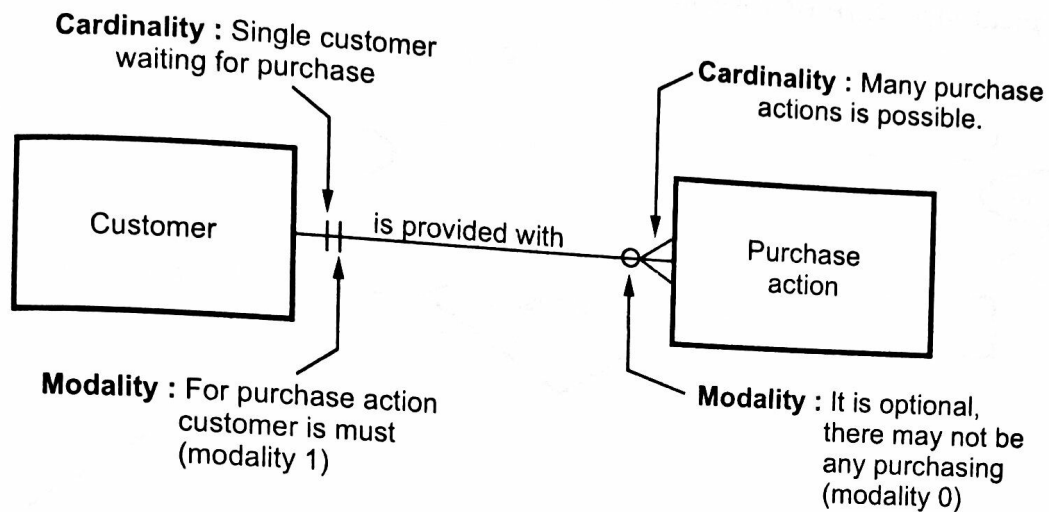 Cardinality : Single customer
waiting for purchase
Cardinality : Many purchase
actions is possible.
Customer
is provided with
Purchase
action
Modality : For purchase action
customer is must
(modality 1)
Modality : It is optional,
there may not be
any purchasing
(modality 0)